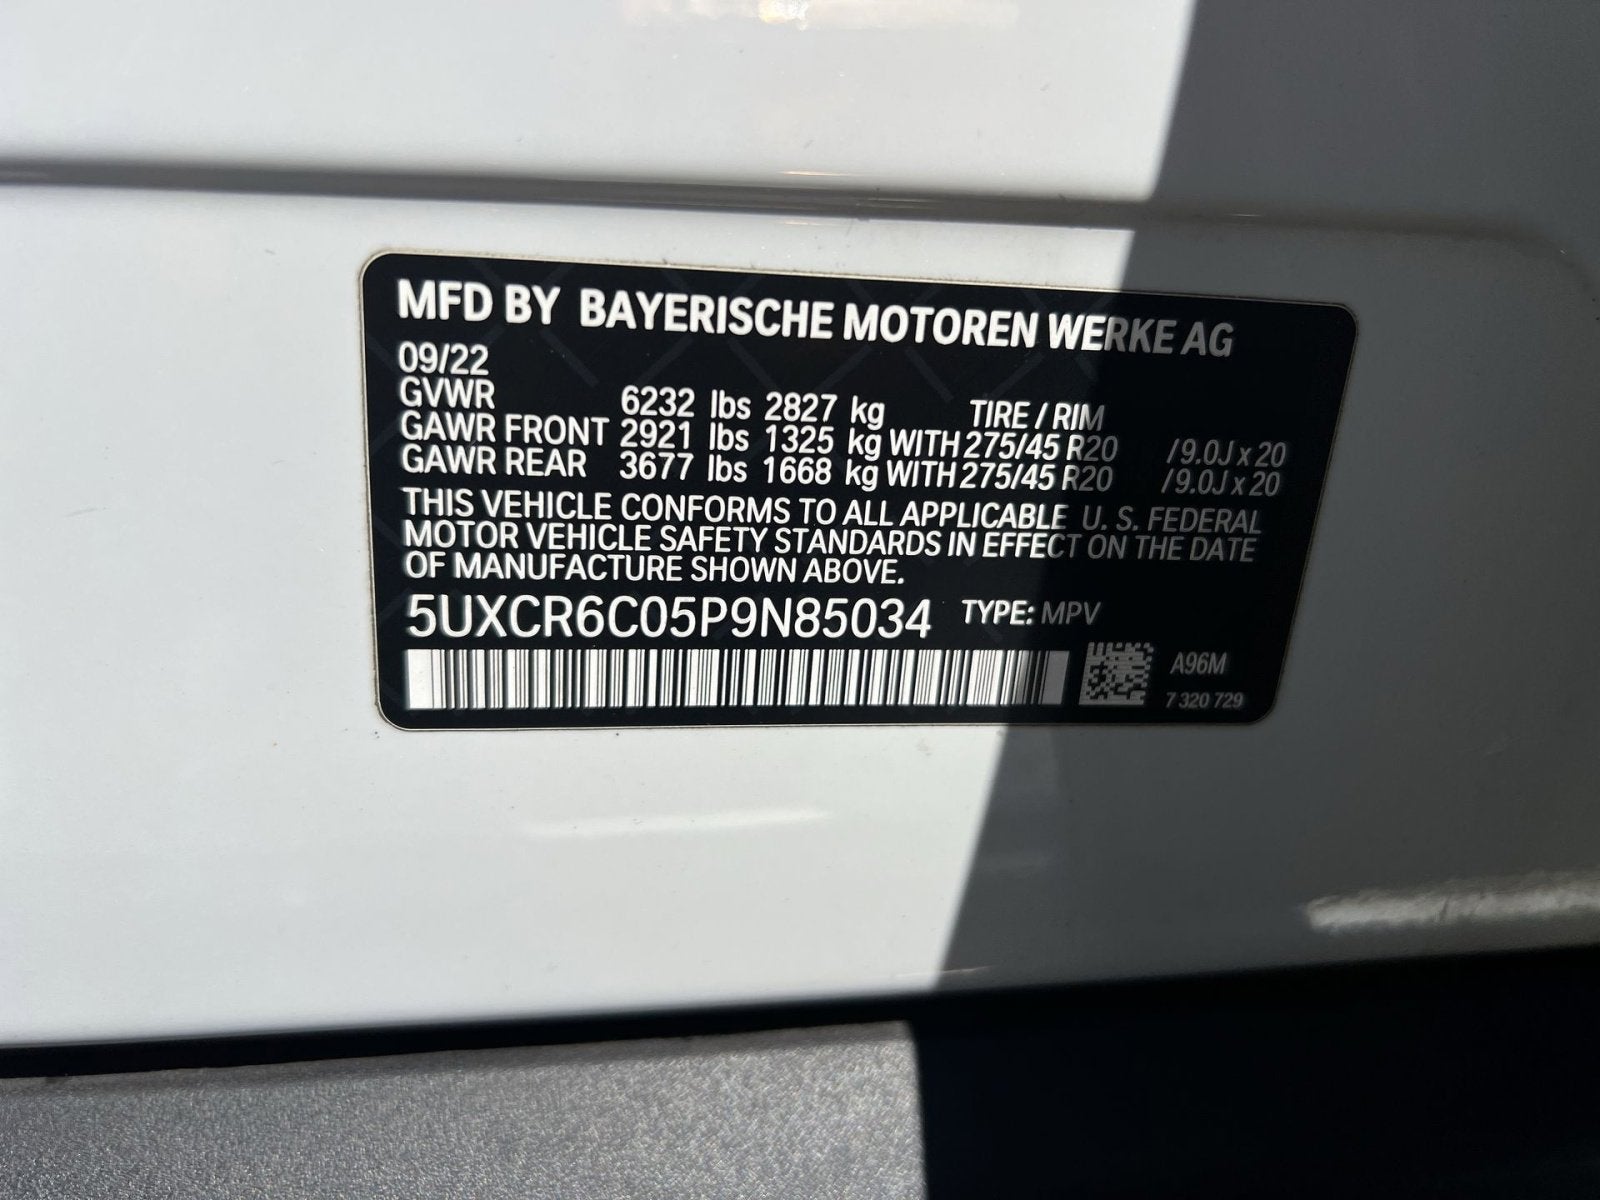 MFD BY BAYERISCHE MOTOREN WERKE AG
09/22
GVWR 6232 lbs 2827 kg TIRE / RIM
GAWR FRONT 2921 lbs 1325 kg WITH 275/45 R20 /9.0J x 20
GAWR REAR 3677 lbs 1668 kg WITH 275/45 R20 /9.0J x 20
THIS VEHICLE CONFORMS TO ALL APPLICABLE U. S. FEDERAL
MOTOR VEHICLE SAFETY STANDARDS IN EFFECT ON THE DATE
OF MANUFACTURE SHOWN ABOVE.
5UXCR6C05P9N85034 TYPE: MPV
A96M
7 320 729